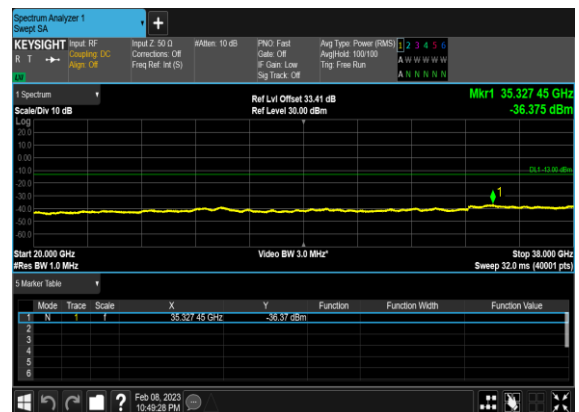 Spectrum Analyzer 1
Swept SA
+
KEYSIGHT Input: RF Input Z: 50 Ω #Atten: 10 dB PNO: Fast Avg Type: Power (RMS) 1 2 3 4 5 6
R T Coupling: DC Corrections: Off Gate: Off Avg|Hold: 100/100 A W W W W W
Align: Off Freq Ref: Int (S) IF Gain: Low Trig: Free Run
LXI Sig Track: Off A N N N N N
1 Spectrum Ref Lvl Offset 33.41 dB Mkr1 35.327 45 GHz
Scale/Div 10 dB Ref Level 30.00 dBm -36.375 dBm
Log
20.0
10.0
0.00
-10.0
DL1 -13.00 dBm
-20.0
-30.0
1
-40.0
-50.0
-60.0
Start 20.000 GHz Video BW 3.0 MHz* Stop 38.000 GHz
#Res BW 1.0 MHz Sweep 32.0 ms (40001 pts)
5 Marker Table
Mode Trace Scale X Y Function Function Width Function Value
1 N 1 f 35.327 45 GHz -36.37 dBm
2
3
4
5
6
? Feb 08, 2023
10:49:28 PM